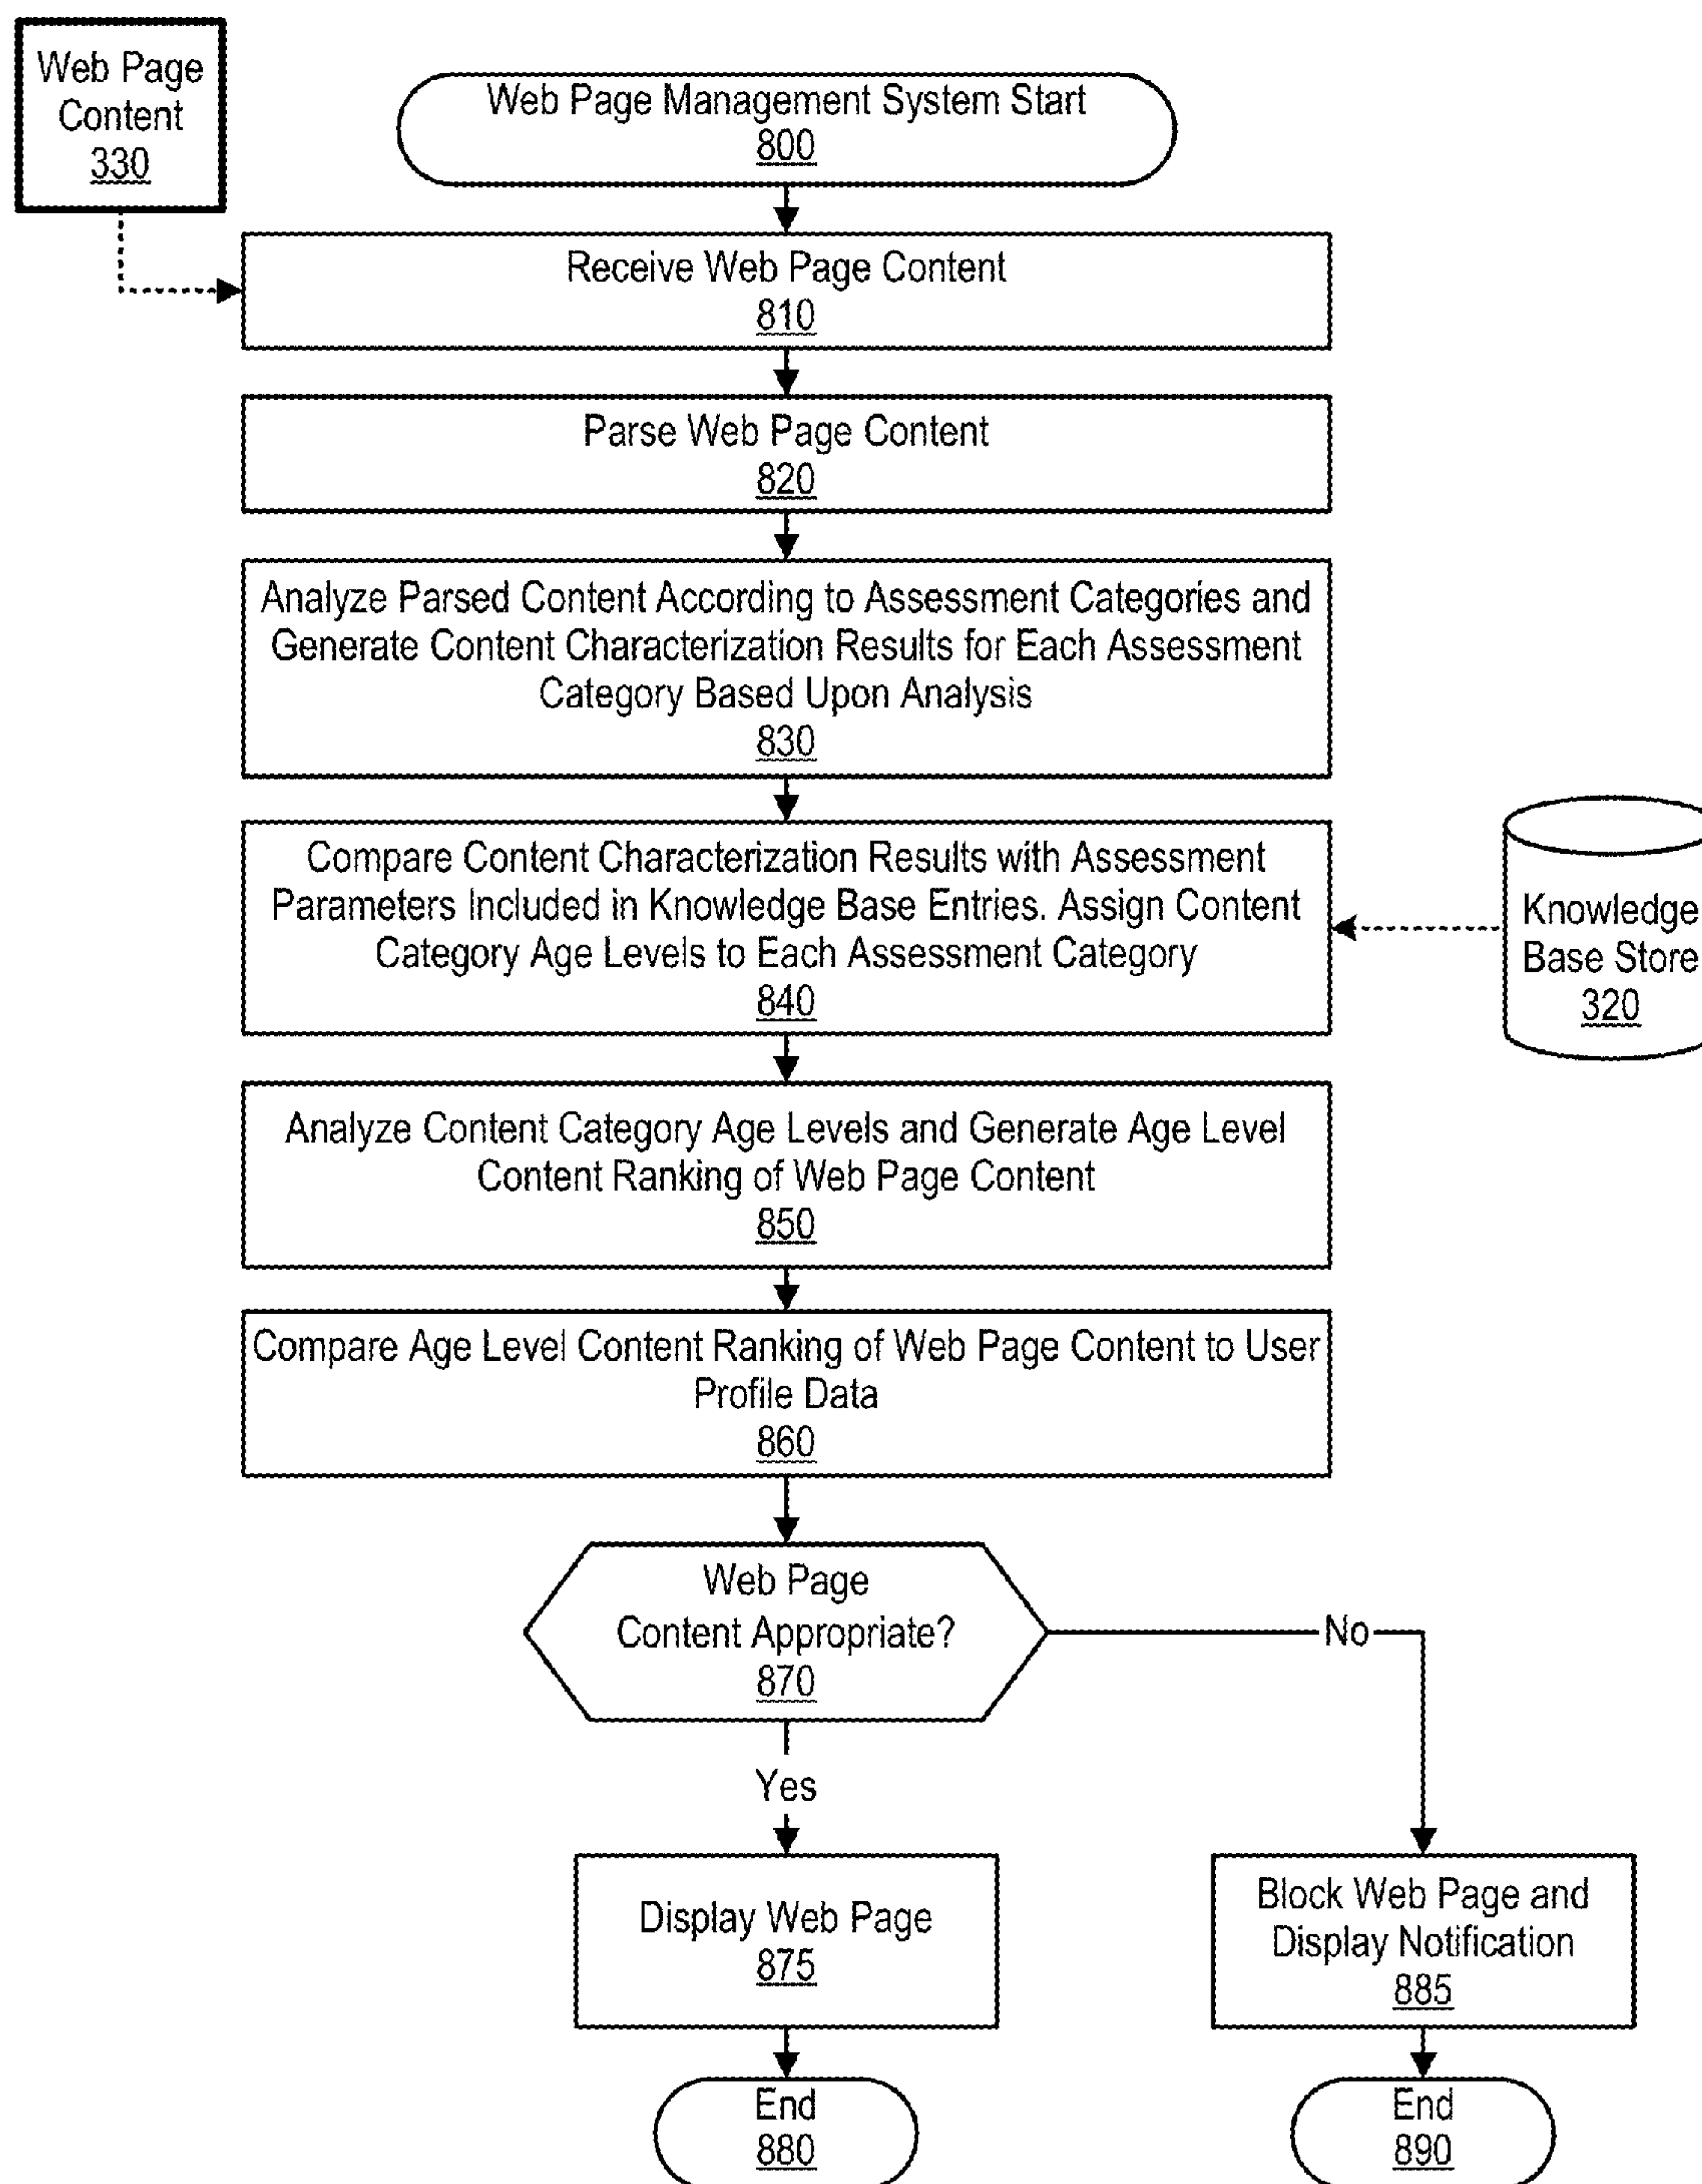 Web Page
Content
330
Web Page Management System Start
800
Receive Web Page Content
810
Parse Web Page Content
820
Analyze Parsed Content According to Assessment Categories and
Generate Content Characterization Results for Each Assessment
Category Based Upon Analysis
830
Compare Content Characterization Results with Assessment
Parameters Included in Knowledge Base Entries. Assign Content
Category Age Levels to Each Assessment Category
840
Knowledge
Base Store
320
Analyze Content Category Age Levels and Generate Age Level
Content Ranking of Web Page Content
850
Compare Age Level Content Ranking of Web Page Content to User
Profile Data
860
Web Page
Content Appropriate?
870
No
Yes
Display Web Page
875
Block Web Page and
Display Notification
885
End
880
End
890